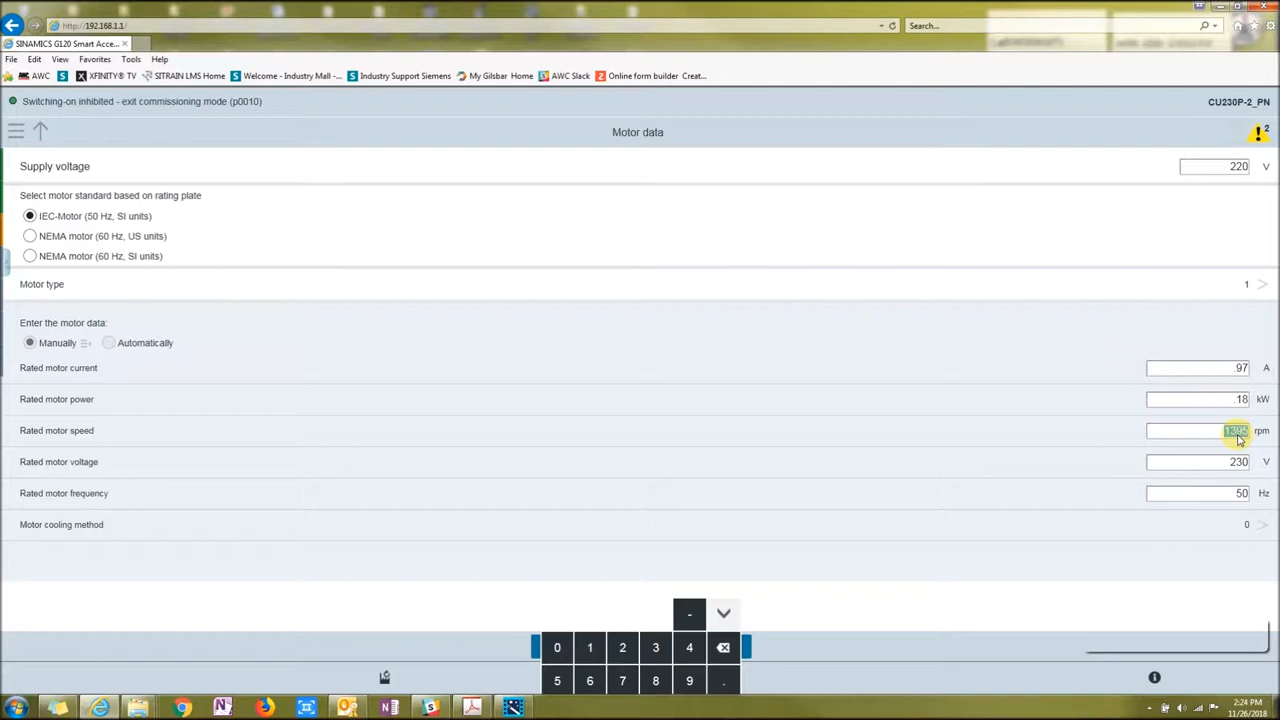 http://192.168.1.1/
Search...
SINAMICS G120 Smart Acce...
File Edit View Favorites Tools Help
AWC
XFINITY® TV
SITRAIN LMS Home
Welcome - Industry Mall -...
Industry Support Siemens
My Gilsbar Home
AWC Slack
Online form builder Creat...
Switching-on inhibited - exit commissioning mode (p0010)
CU230P-2_PN
Motor data
2
Supply voltage 220 V
Select motor standard based on rating plate
IEC-Motor (50 Hz, SI units)
NEMA motor (60 Hz, US units)
NEMA motor (60 Hz, SI units)
Motor type 1
Enter the motor data:
Manually Automatically
Rated motor current .97 A
Rated motor power .18 kW
Rated motor speed 1395 rpm
Rated motor voltage 230 V
Rated motor frequency 50 Hz
Motor cooling method 0
-
0 1 2 3 4
5 6 7 8 9 .
2:24 PM
11/26/2018